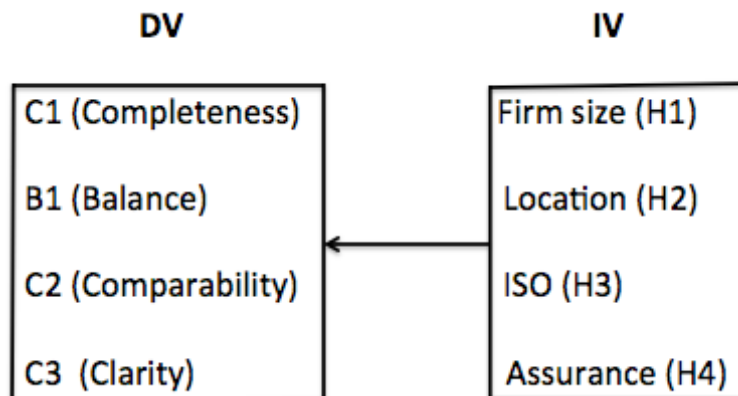 DV
IV
C1 (Completeness)
B1 (Balance)
C2 (Comparability)
C3 (Clarity)
Firm size (H1)
Location (H2)
ISO (H3)
Assurance (H4)